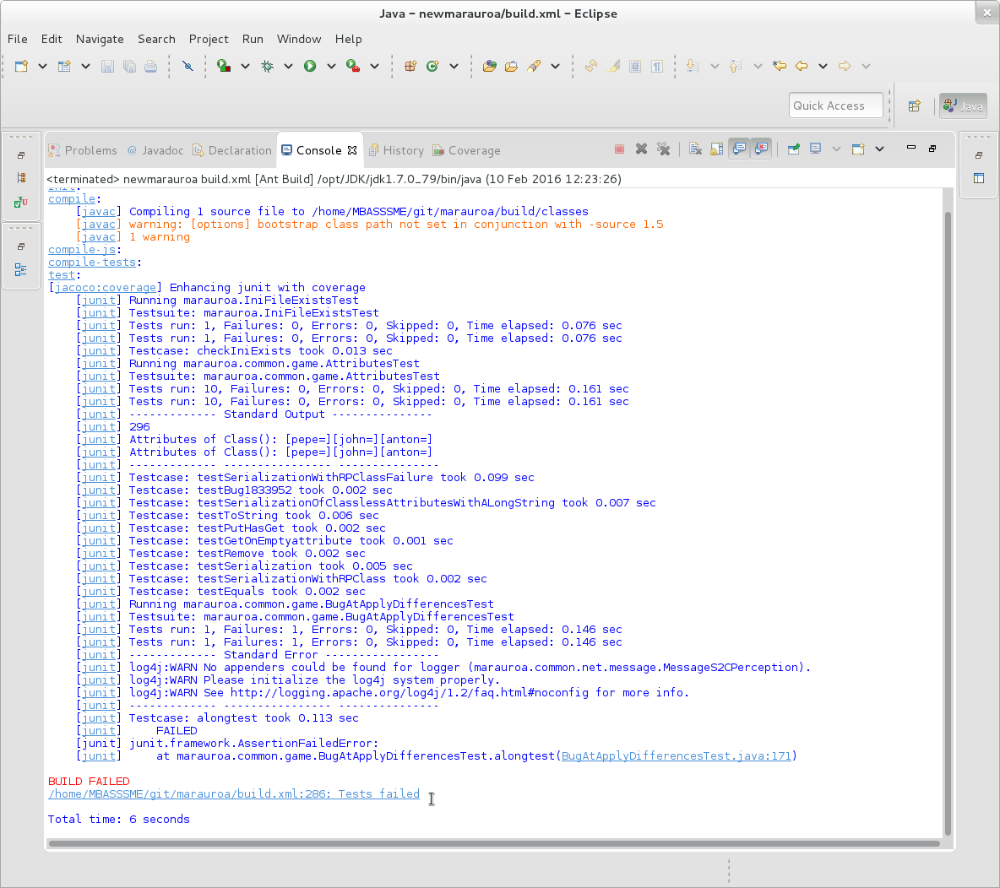 Java – newmarauroa/build.xml – Eclipse
File Edit Navigate Search Project Run Window Help
Quick Access
Java
Problems @ Javadoc Declaration Console History Coverage
<terminated> newmarauroa build.xml [Ant Build] /opt/JDK/jdk1.7.0_79/bin/java (10 Feb 2016 12:23:26)
init:
compile:
[javac] Compiling 1 source file to /home/MBASSSME/git/marauroa/build/classes
[javac] warning: [options] bootstrap class path not set in conjunction with -source 1.5
[javac] 1 warning
compile-js:
compile-tests:
test:
[jacoco:coverage] Enhancing junit with coverage
[junit] Running marauroa.IniFileExistsTest
[junit] Testsuite: marauroa.IniFileExistsTest
[junit] Tests run: 1, Failures: 0, Errors: 0, Skipped: 0, Time elapsed: 0.076 sec
[junit] Tests run: 1, Failures: 0, Errors: 0, Skipped: 0, Time elapsed: 0.076 sec
[junit] Testcase: checkIniExists took 0.013 sec
[junit] Running marauroa.common.game.AttributesTest
[junit] Testsuite: marauroa.common.game.AttributesTest
[junit] Tests run: 10, Failures: 0, Errors: 0, Skipped: 0, Time elapsed: 0.161 sec
[junit] Tests run: 10, Failures: 0, Errors: 0, Skipped: 0, Time elapsed: 0.161 sec
[junit] ------------- Standard Output ---------------
[junit] 296
[junit] Attributes of Class(): [pepe=][john=][anton=]
[junit] Attributes of Class(): [pepe=][john=][anton=]
[junit] ------------- ---------------- ---------------
[junit] Testcase: testSerializationWithRPClassFailure took 0.099 sec
[junit] Testcase: testBug1833952 took 0.002 sec
[junit] Testcase: testSerializationOfClasslessAttributesWithALongString took 0.007 sec
[junit] Testcase: testToString took 0.006 sec
[junit] Testcase: testPutHasGet took 0.002 sec
[junit] Testcase: testGetOnEmptyattribute took 0.001 sec
[junit] Testcase: testRemove took 0.002 sec
[junit] Testcase: testSerialization took 0.005 sec
[junit] Testcase: testSerializationWithRPClass took 0.002 sec
[junit] Testcase: testEquals took 0.002 sec
[junit] Running marauroa.common.game.BugAtApplyDifferencesTest
[junit] Testsuite: marauroa.common.game.BugAtApplyDifferencesTest
[junit] Tests run: 1, Failures: 1, Errors: 0, Skipped: 0, Time elapsed: 0.146 sec
[junit] Tests run: 1, Failures: 1, Errors: 0, Skipped: 0, Time elapsed: 0.146 sec
[junit] ------------- Standard Error -----------------
[junit] log4j:WARN No appenders could be found for logger (marauroa.common.net.message.MessageS2CPerception).
[junit] log4j:WARN Please initialize the log4j system properly.
[junit] log4j:WARN See http://logging.apache.org/log4j/1.2/faq.html#noconfig for more info.
[junit] ------------- ---------------- ---------------
[junit] Testcase: alongtest took 0.113 sec
[junit] FAILED
[junit] junit.framework.AssertionFailedError:
[junit] at marauroa.common.game.BugAtApplyDifferencesTest.alongtest(BugAtApplyDifferencesTest.java:171)
BUILD FAILED
/home/MBASSSME/git/marauroa/build.xml:286: Tests failed
Total time: 6 seconds